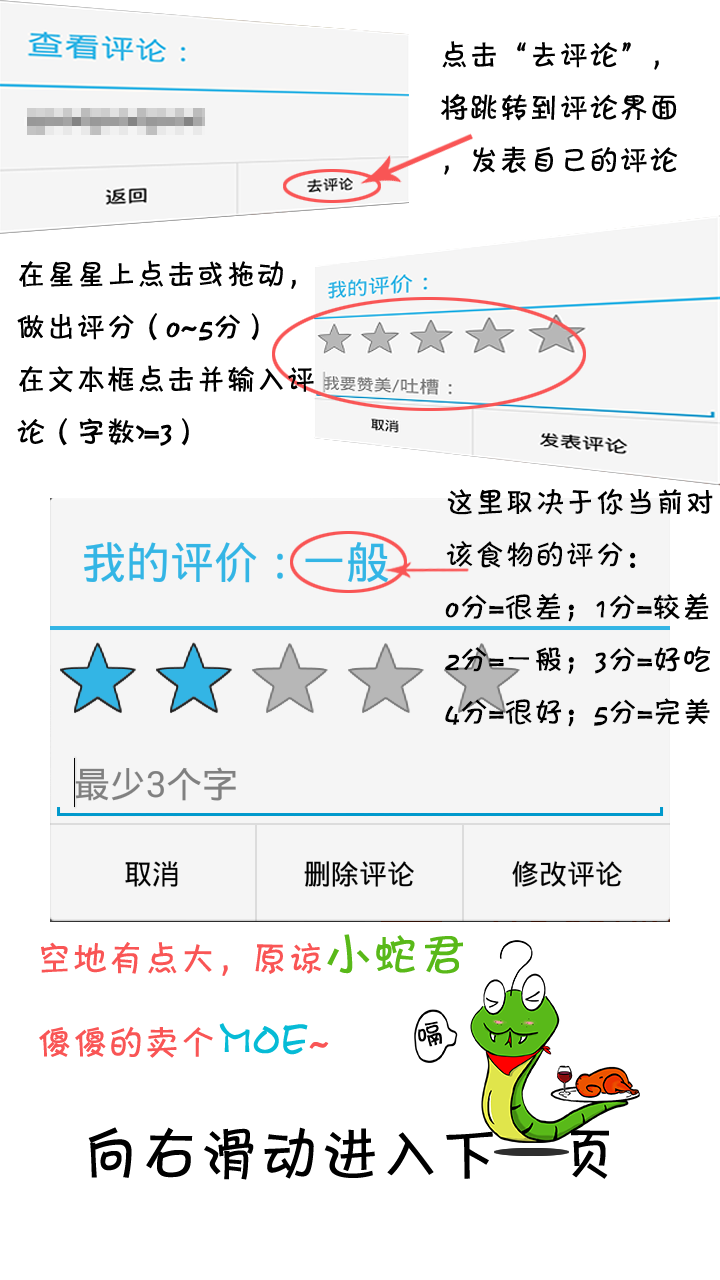 查看评论：
返回
去评论
点击“去评论”，
将跳转到评论界面
，发表自己的评论
在星星上点击或拖动，
做出评分（0~5分）
在文本框点击并输入评
论（字数>=3）
我的评价：
我要赞美/吐槽：
取消
发表评论
这里取决于你当前对
该食物的评分：
0分=很差；1分=较差
2分=一般；3分=好吃
4分=很好；5分=完美
我的评价：一般
最少3个字
取消
删除评论
修改评论
空地有点大，原谅小蛇君
傻傻的卖个MOE~
嗝
向右滑动进入下一页